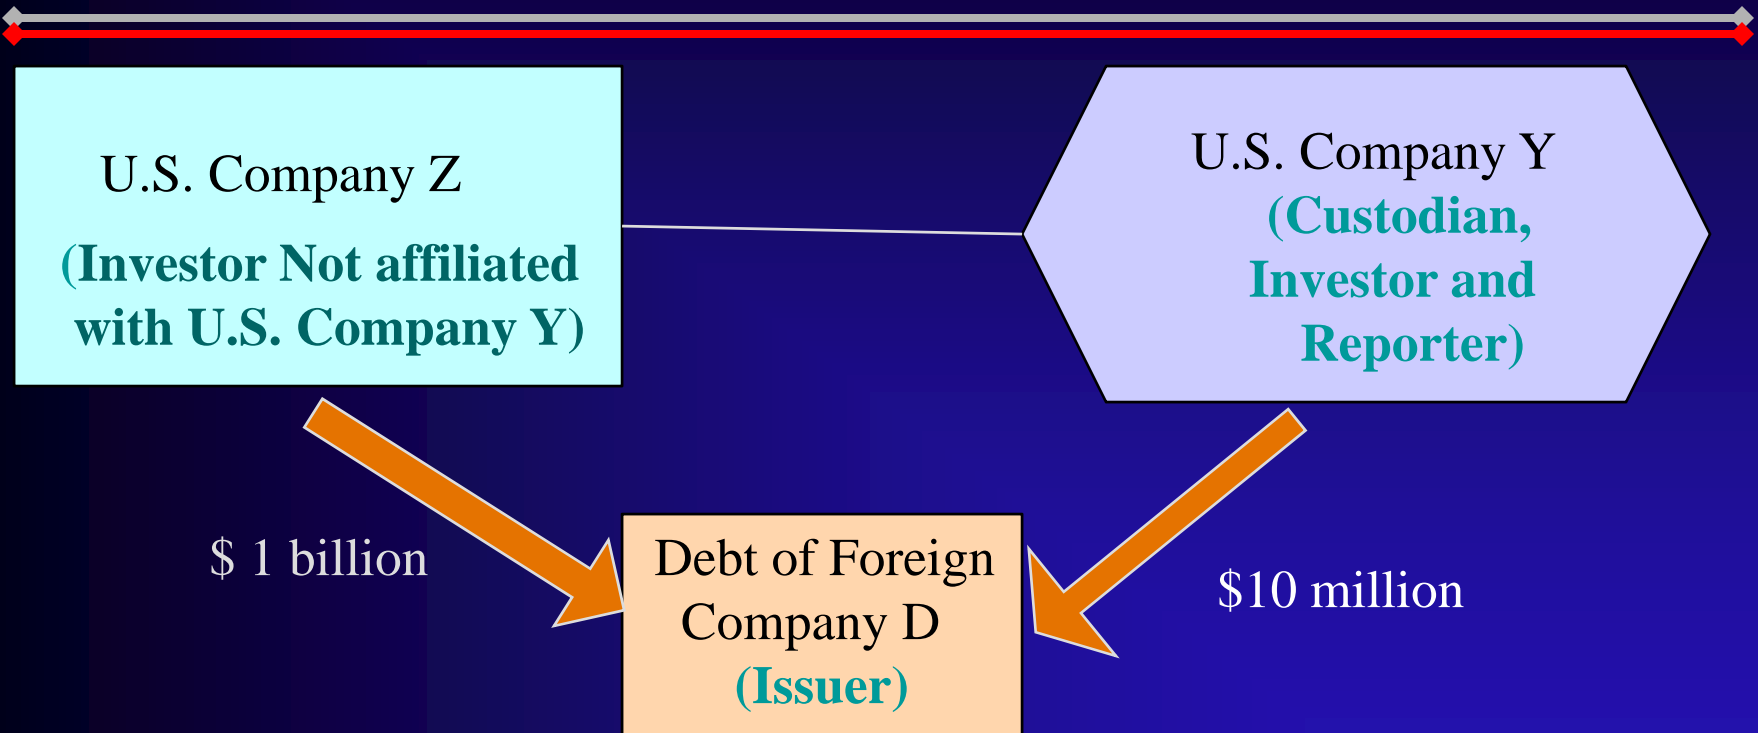 U.S. Company Z
(Investor Not affiliated
with U.S. Company Y)
U.S. Company Y
(Custodian,
Investor and
Reporter)
$ 1 billion
Debt of Foreign
Company D
(Issuer)
$10 million